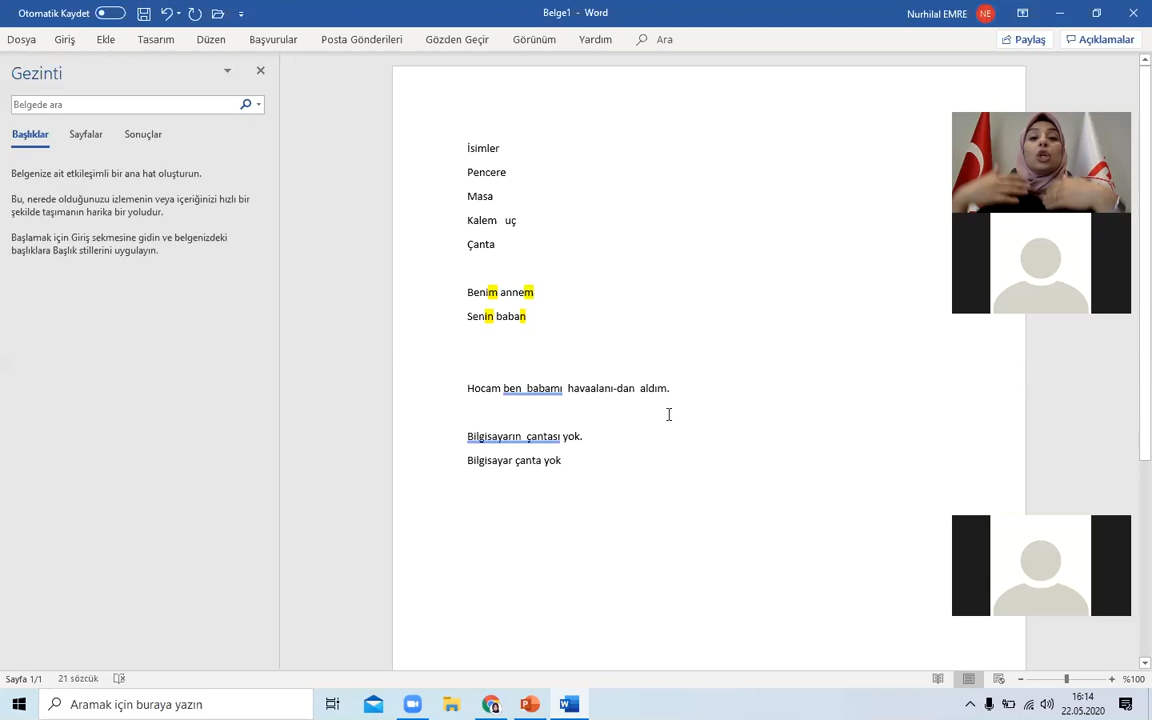 Otomatik Kaydet
Belge1 - Word
Nurhilal EMRE
NE
Dosya Giriş Ekle Tasarım Düzen Başvurular Posta Gönderileri Gözden Geçir Görünüm Yardım Ara
Paylaş
Açıklamalar
Gezinti
Belgede ara
Başlıklar Sayfalar Sonuçlar
Belgenize ait etkileşimli bir ana hat oluşturun.
Bu, nerede olduğunuzu izlemenin veya içeriğinizi hızlı bir
şekilde taşımanın harika bir yoludur.
Başlamak için Giriş sekmesine gidin ve belgenizdeki
başlıklara Başlık stillerini uygulayın.
İsimler
Pencere
Masa
Kalem uç
Çanta
Benim annem
Senin baban
Hocam ben babamı havaalanı-dan aldım.
Bilgisayarın çantası yok.
Bilgisayar çanta yok
Sayfa 1/1 21 sözcük
%100
Aramak için buraya yazın
16:14
22.05.2020